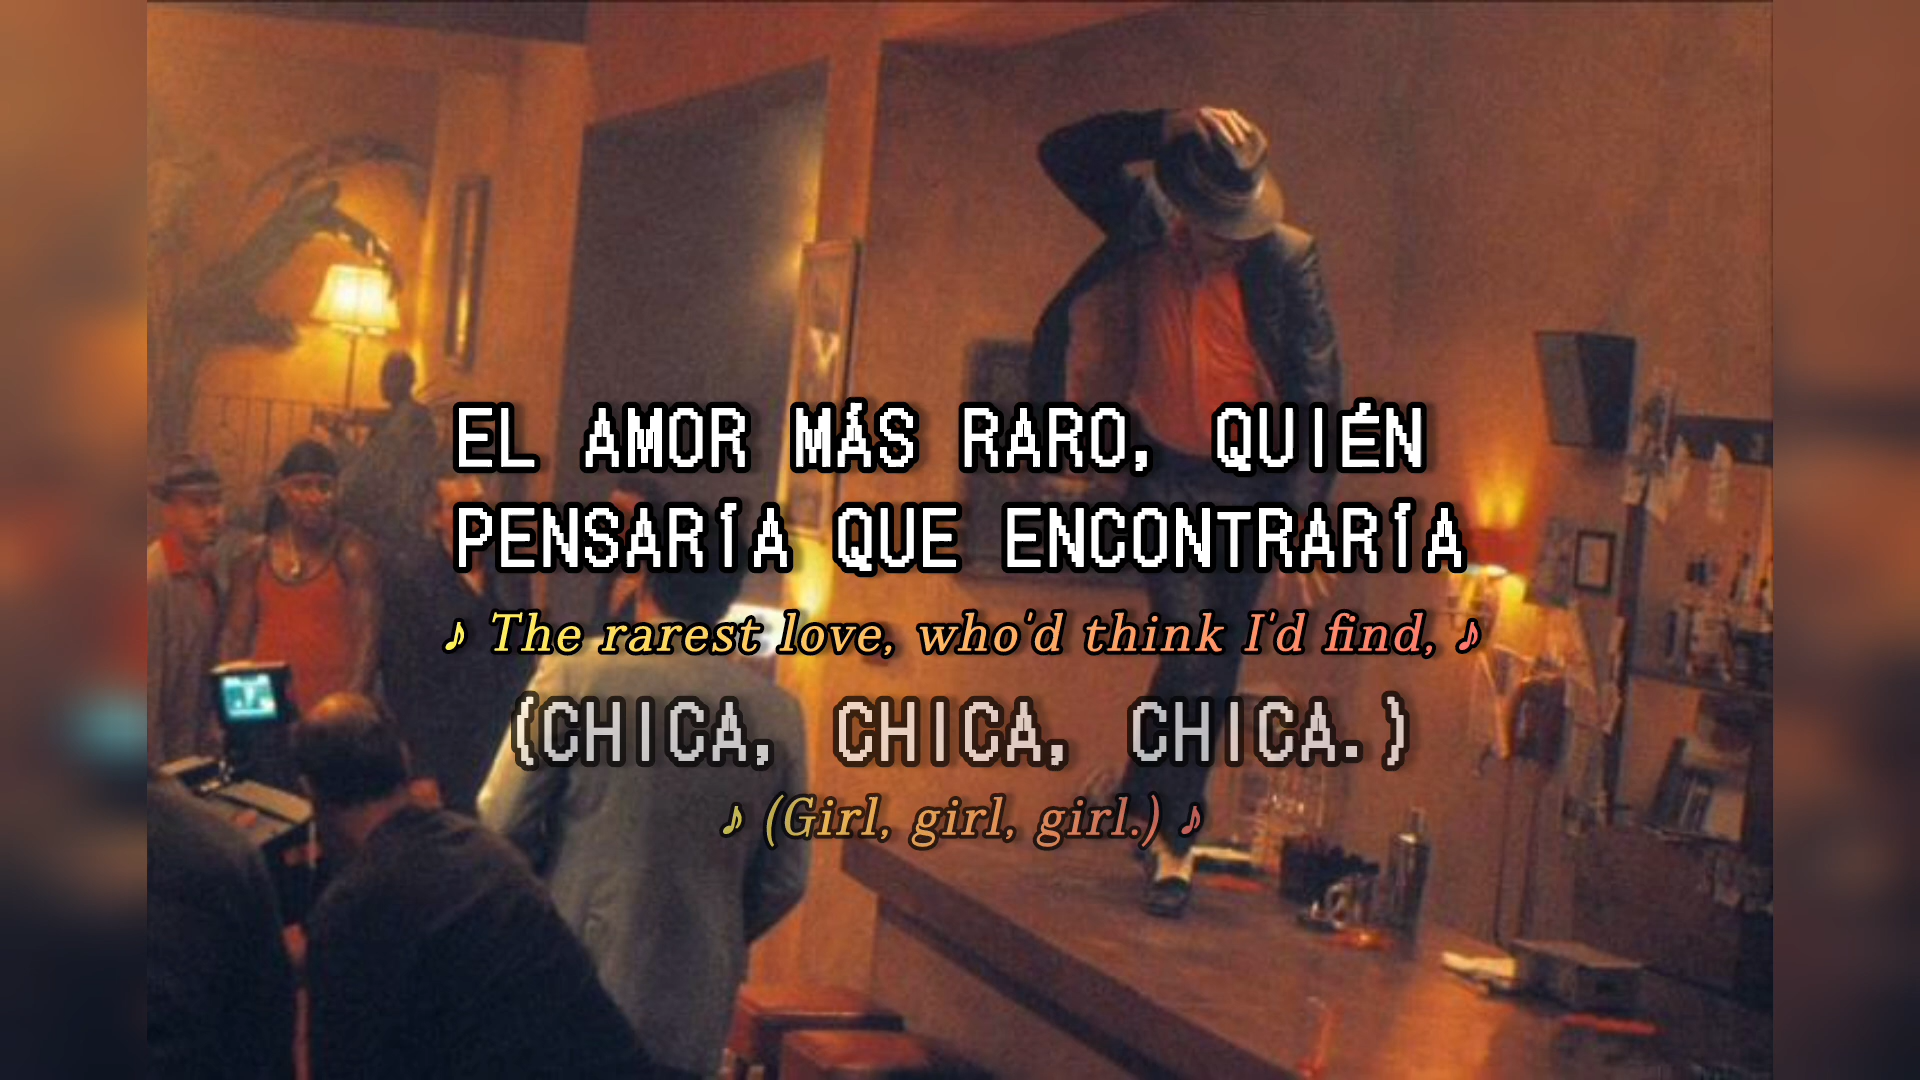 EL AMOR MÁS RARO, QUIÉN
PENSARÍA QUE ENCONTRARÍA
♪ The rarest love, who'd think I'd find, ♪
(CHICA, CHICA, CHICA.)
♪ (Girl, girl, girl.) ♪